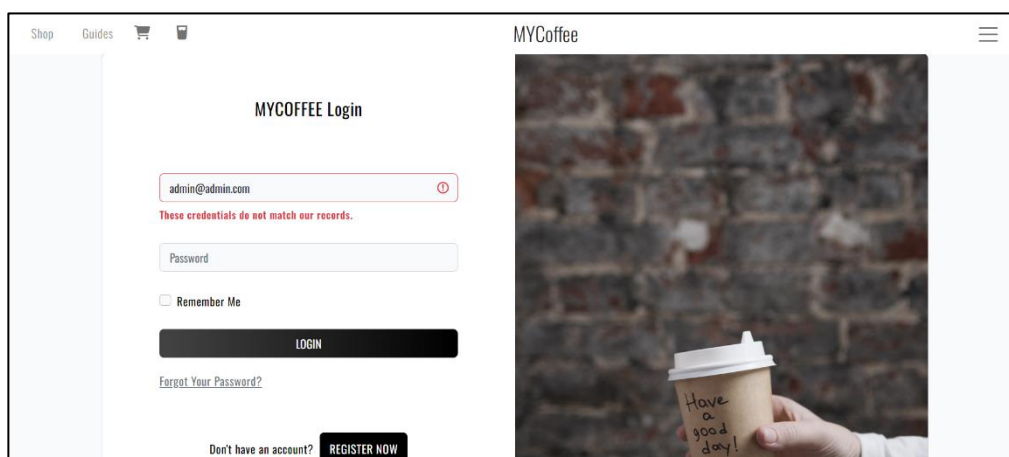 Shop Guides MYCoffee
MYCOFFEE Login
admin@admin.com
These credentials do not match our records.
Password
Remember Me
LOGIN
Forgot Your Password?
Don't have an account? REGISTER NOW
Have
a
good
day!